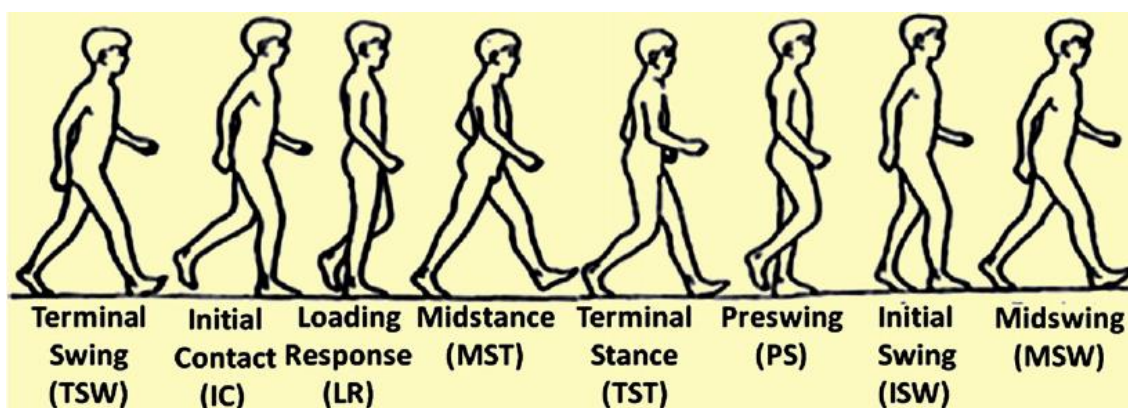 Terminal
Swing
(TSW)
Initial
Contact
(IC)
Loading
Response
(LR)
Midstance
(MST)
Terminal
Stance
(TST)
Preswing
(PS)
Initial
Swing
(ISW)
Midswing
(MSW)